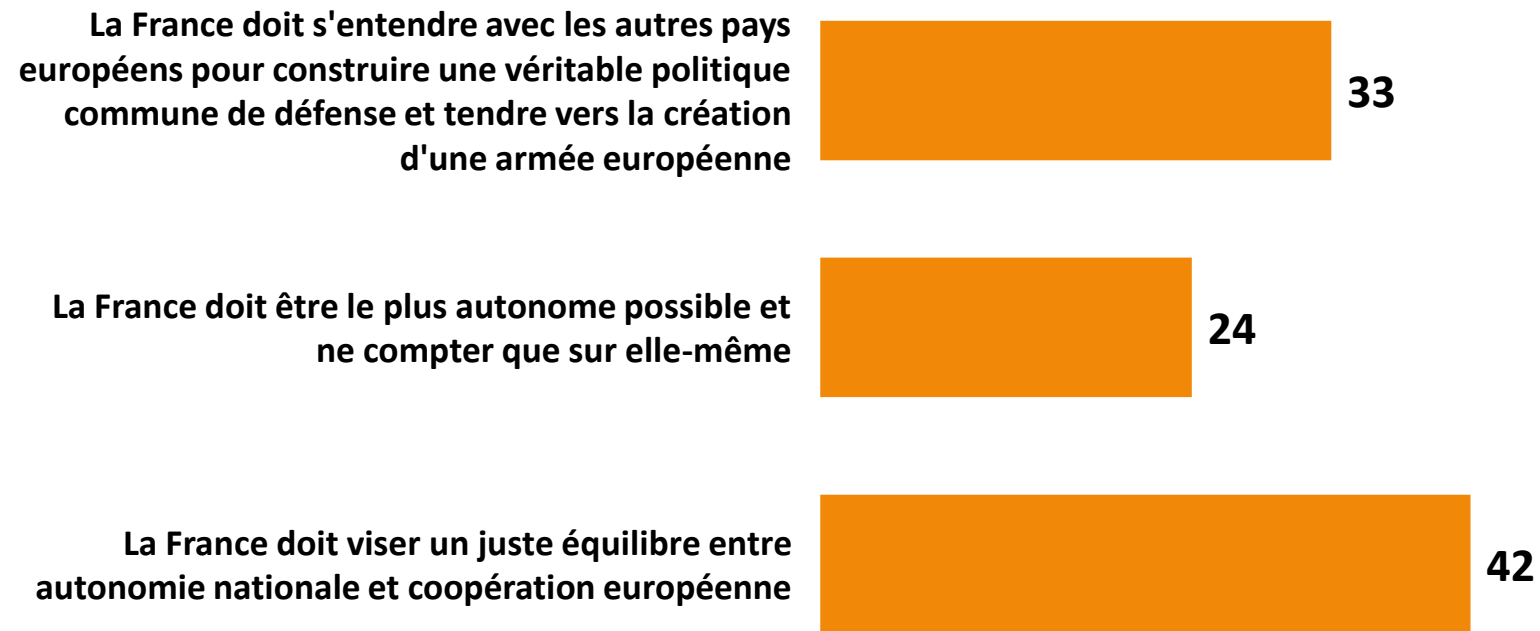 La France doit s'entendre avec les autres pays
européens pour construire une véritable politique
commune de défense et tendre vers la création
d'une armée européenne
33
La France doit être le plus autonome possible et
ne compter que sur elle-même
24
La France doit viser un juste équilibre entre
autonomie nationale et coopération européenne
42